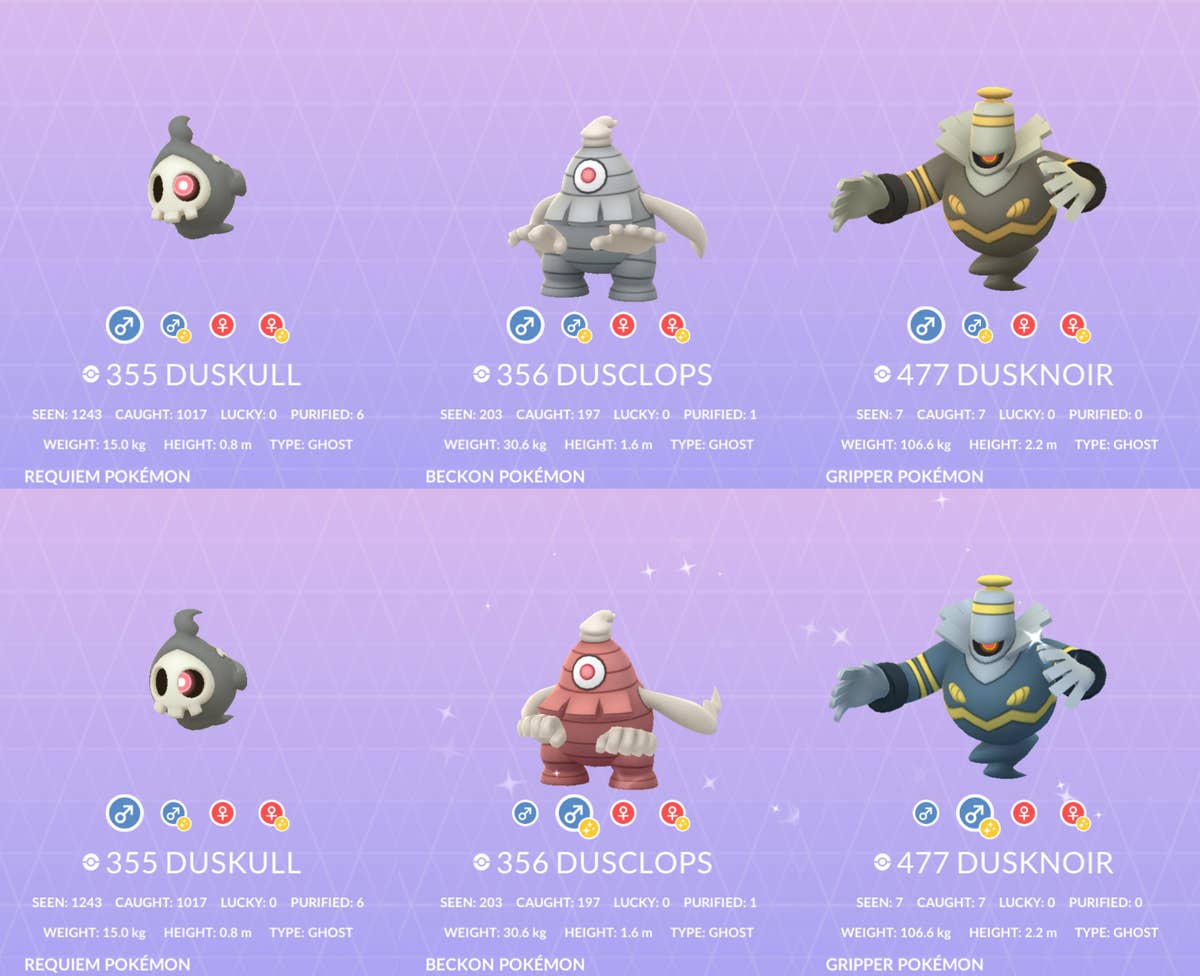 355 DUSKULL
SEEN: 1243 CAUGHT: 1017 LUCKY: 0 PURIFIED: 6
WEIGHT: 15.0 kg HEIGHT: 0.8 m TYPE: GHOST
REQUIEM POKÉMON
356 DUSCLOPS
SEEN: 203 CAUGHT: 197 LUCKY: 0 PURIFIED: 1
WEIGHT: 30.6 kg HEIGHT: 1.6 m TYPE: GHOST
BECKON POKÉMON
477 DUSKNOIR
SEEN: 7 CAUGHT: 7 LUCKY: 0 PURIFIED: 0
WEIGHT: 106.6 kg HEIGHT: 2.2 m TYPE: GHOST
GRIPPER POKÉMON
355 DUSKULL
SEEN: 1243 CAUGHT: 1017 LUCKY: 0 PURIFIED: 6
WEIGHT: 15.0 kg HEIGHT: 0.8 m TYPE: GHOST
REQUIEM POKÉMON
356 DUSCLOPS
SEEN: 203 CAUGHT: 197 LUCKY: 0 PURIFIED: 1
WEIGHT: 30.6 kg HEIGHT: 1.6 m TYPE: GHOST
BECKON POKÉMON
477 DUSKNOIR
SEEN: 7 CAUGHT: 7 LUCKY: 0 PURIFIED: 0
WEIGHT: 106.6 kg HEIGHT: 2.2 m TYPE: GHOST
GRIPPER POKÉMON